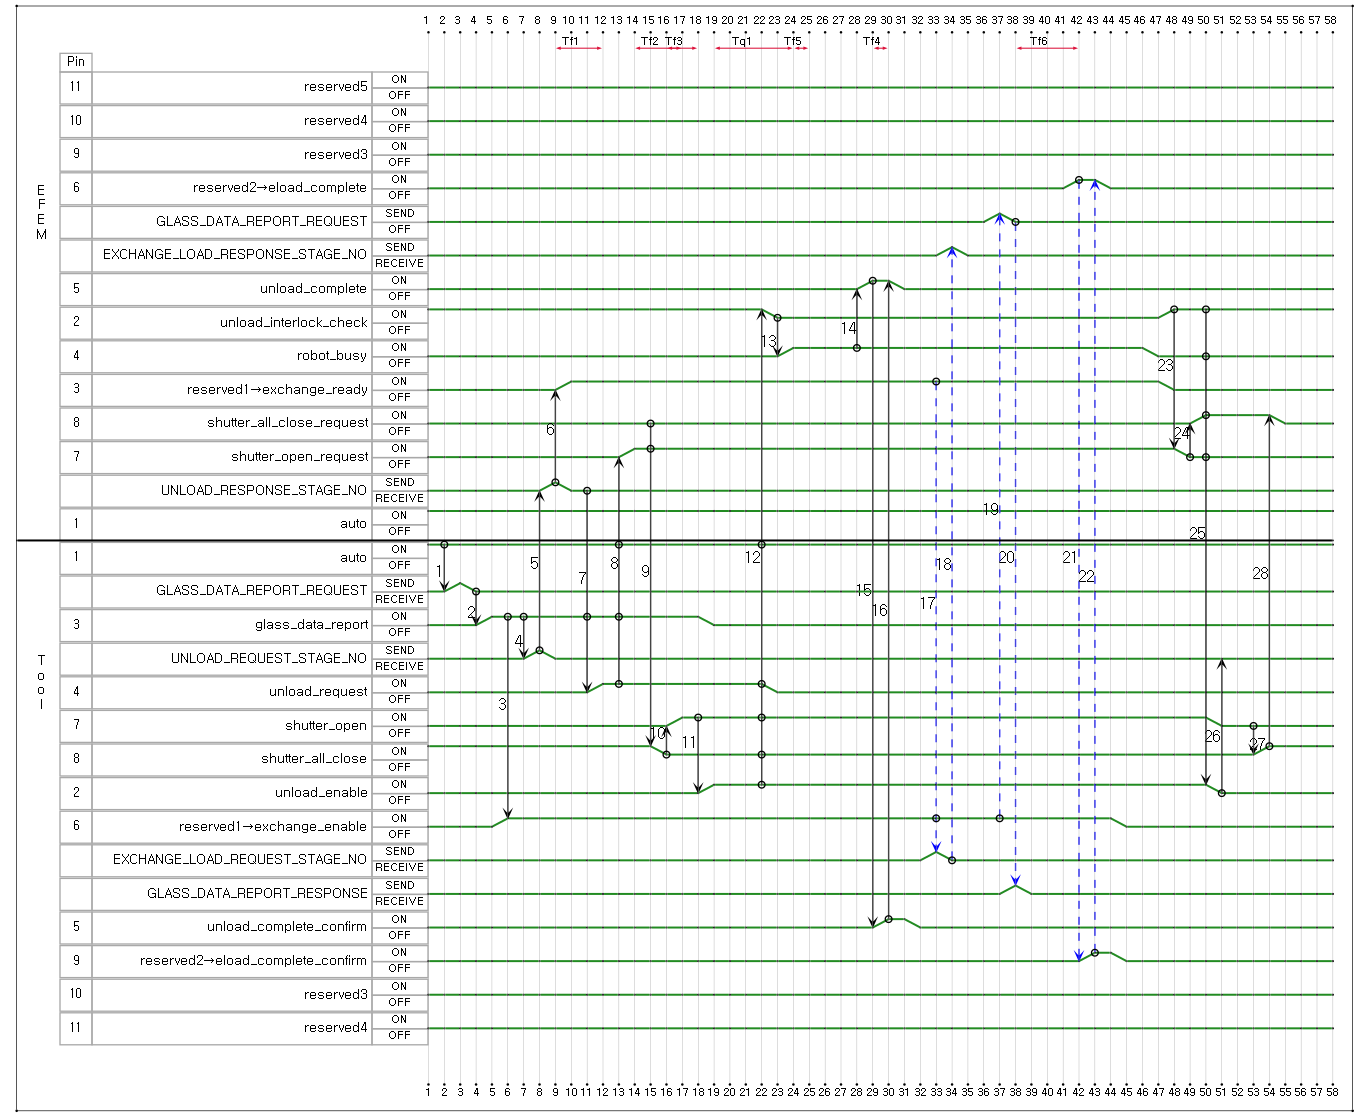 1 2 3 4 5 6 7 8 9 10 11 12 13 14 15 16 17 18 19 20 21 22 23 24 25 26 27 28 29 30 31 32 33 34 35 36 37 38 39 40 41 42 43 44 45 46 47 48 49 50 51 52 53 54 55 56 57 58
Tf1 Tf2 Tf3 Tq1 Tf5 Tf4 Tf6
Pin
EFEM
11 reserved5 ON OFF
10 reserved4 ON OFF
9 reserved3 ON OFF
6 reserved2→eload_complete ON OFF
GLASS_DATA_REPORT_REQUEST SEND OFF
EXCHANGE_LOAD_RESPONSE_STAGE_NO SEND RECEIVE
5 unload_complete ON OFF
2 unload_interlock_check ON OFF
14
13
4 robot_busy ON OFF
23
3 reserved1→exchange_ready ON OFF
8 shutter_all_close_request ON OFF
6
24
7 shutter_open_request ON OFF
UNLOAD_RESPONSE_STAGE_NO SEND RECEIVE
19
1 auto ON OFF
25
Tool
1 auto ON OFF
12 20 21
1 5 8 9 18 28
7 22
GLASS_DATA_REPORT_REQUEST SEND RECEIVE
15
17
2 16
3 glass_data_report ON OFF
4
UNLOAD_REQUEST_STAGE_NO SEND RECEIVE
4 unload_request ON OFF
3
7 shutter_open ON OFF
10 26
11 27
8 shutter_all_close ON OFF
2 unload_enable ON OFF
6 reserved1→exchange_enable ON OFF
EXCHANGE_LOAD_REQUEST_STAGE_NO SEND RECEIVE
GLASS_DATA_REPORT_RESPONSE SEND RECEIVE
5 unload_complete_confirm ON OFF
9 reserved2→eload_complete_confirm ON OFF
10 reserved3 ON OFF
11 reserved4 ON OFF
1 2 3 4 5 6 7 8 9 10 11 12 13 14 15 16 17 18 19 20 21 22 23 24 25 26 27 28 29 30 31 32 33 34 35 36 37 38 39 40 41 42 43 44 45 46 47 48 49 50 51 52 53 54 55 56 57 58